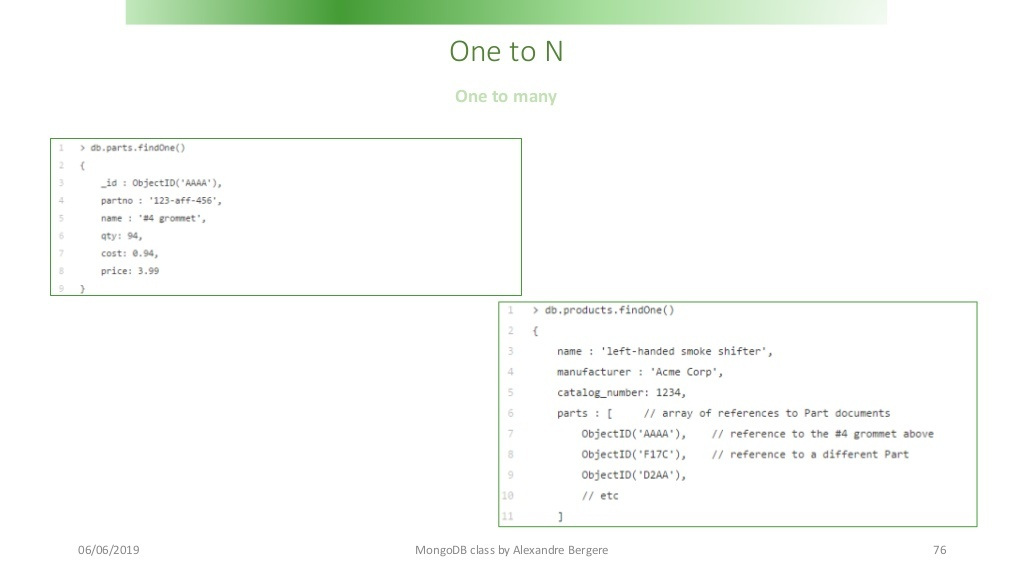 One to N
One to many
1 > db.parts.findOne()
2 {
3 _id : ObjectID('AAAA'),
4 partno : '123-aff-456',
5 name : '#4 grommet',
6 qty: 94,
7 cost: 0.94,
8 price: 3.99
9 }
1 > db.products.findOne()
2 {
3 name : 'left-handed smoke shifter',
4 manufacturer : 'Acme Corp',
5 catalog_number: 1234,
6 parts : [ // array of references to Part documents
7 ObjectID('AAAA'), // reference to the #4 grommet above
8 ObjectID('F17C'), // reference to a different Part
9 ObjectID('D2AA'),
10 // etc
11 ]
06/06/2019 MongoDB class by Alexandre Bergere 76